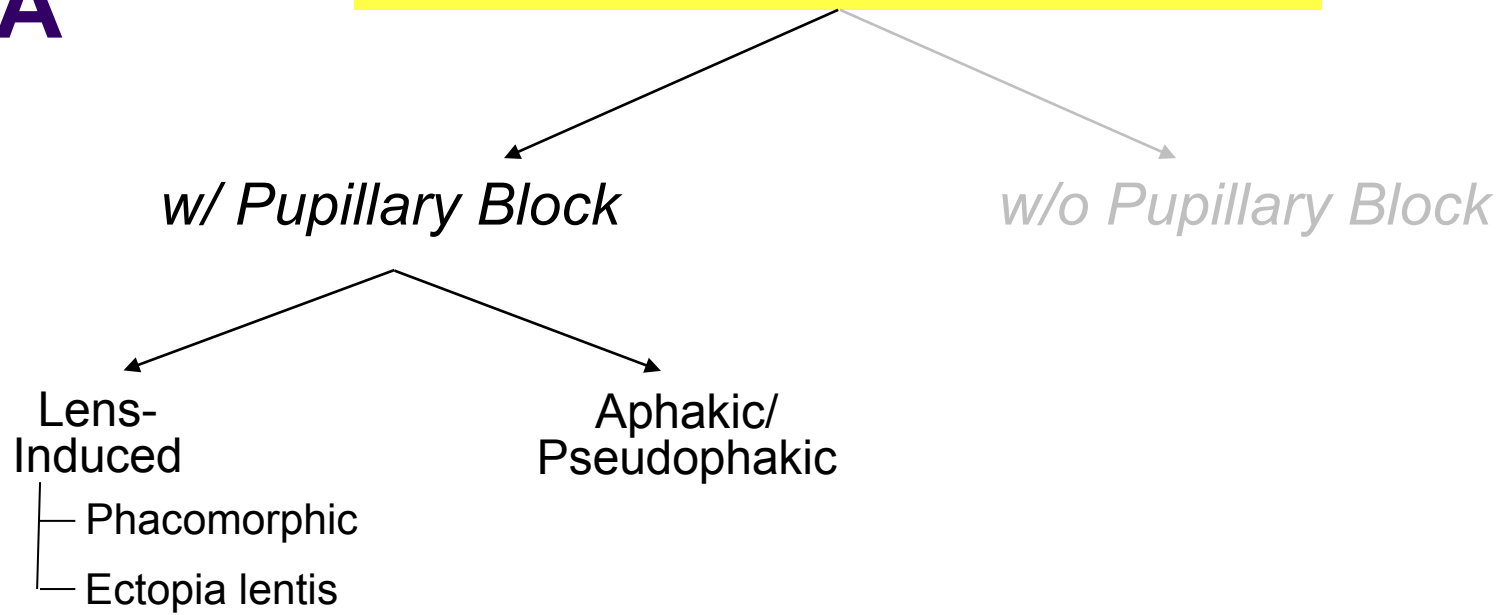 A
w/ Pupillary Block
w/o Pupillary Block
Lens-
Induced
Aphakic/
Pseudophakic
Phacomorphic
Ectopia lentis